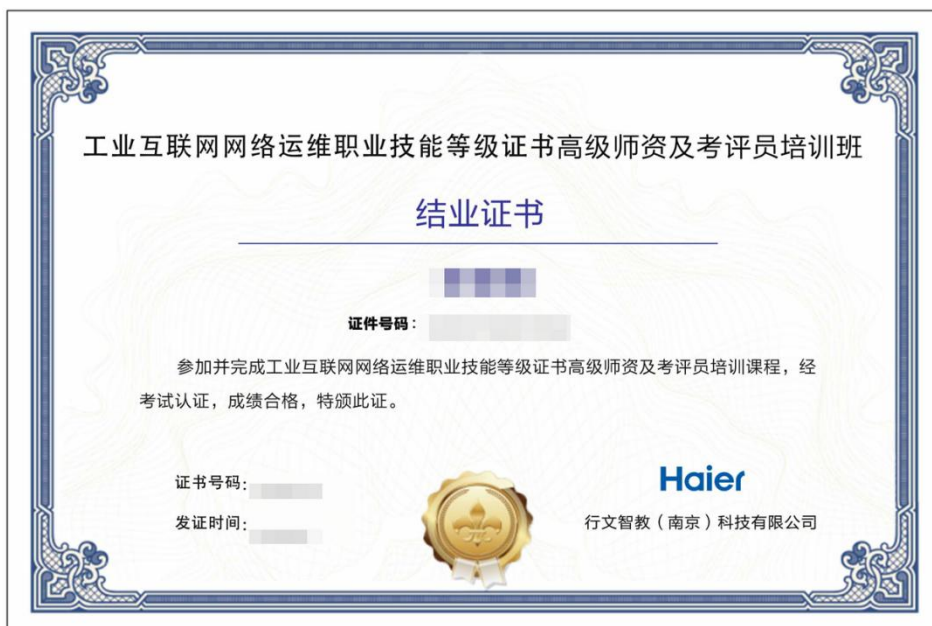 工业互联网网络运维职业技能等级证书高级师资及考评员培训班
结业证书
证件号码：
参加并完成工业互联网网络运维职业技能等级证书高级师资及考评员培训课程，经
考试认证，成绩合格，特颁此证。
证书号码:
发证时间:
Haier
行文智教（南京）科技有限公司